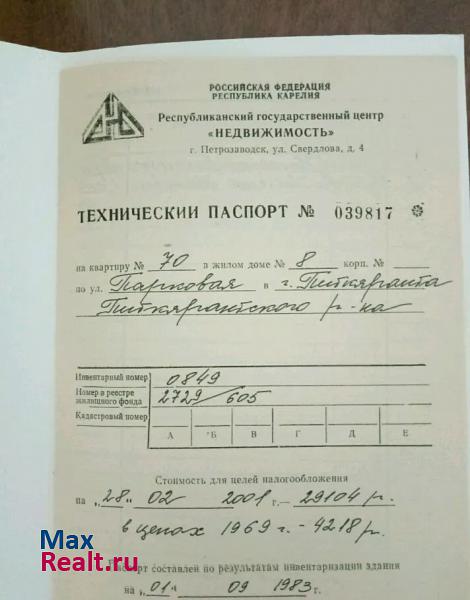 РОССИЙСКАЯ ФЕДЕРАЦИЯ
РЕСПУБЛИКА КАРЕЛИЯ
Республиканский государственный центр
«НЕДВИЖИМОСТЬ»
г. Петрозаводск, ул. Свердлова, д. 4
ТЕХНИЧЕСКИЙ ПАСПОРТ № 039817
на квартиру № 70 в жилом доме № 8 корп. №
по ул. Парковая в г. Питкяранта
Питкярантского р-на
Инвентарный номер 0849
Номер в реестре жилищного фонда 2729/605
Кадастровый номер
А Б В Г Д Е
Стоимость для целей налогообложения
на „28" 02 2001 г.— 29104 р.
в ценах 1969 г - 4218 р.
Паспорт составлен по результатам инвентаризации здания
на „01" 09 1983 г.
Max
Realt.ru